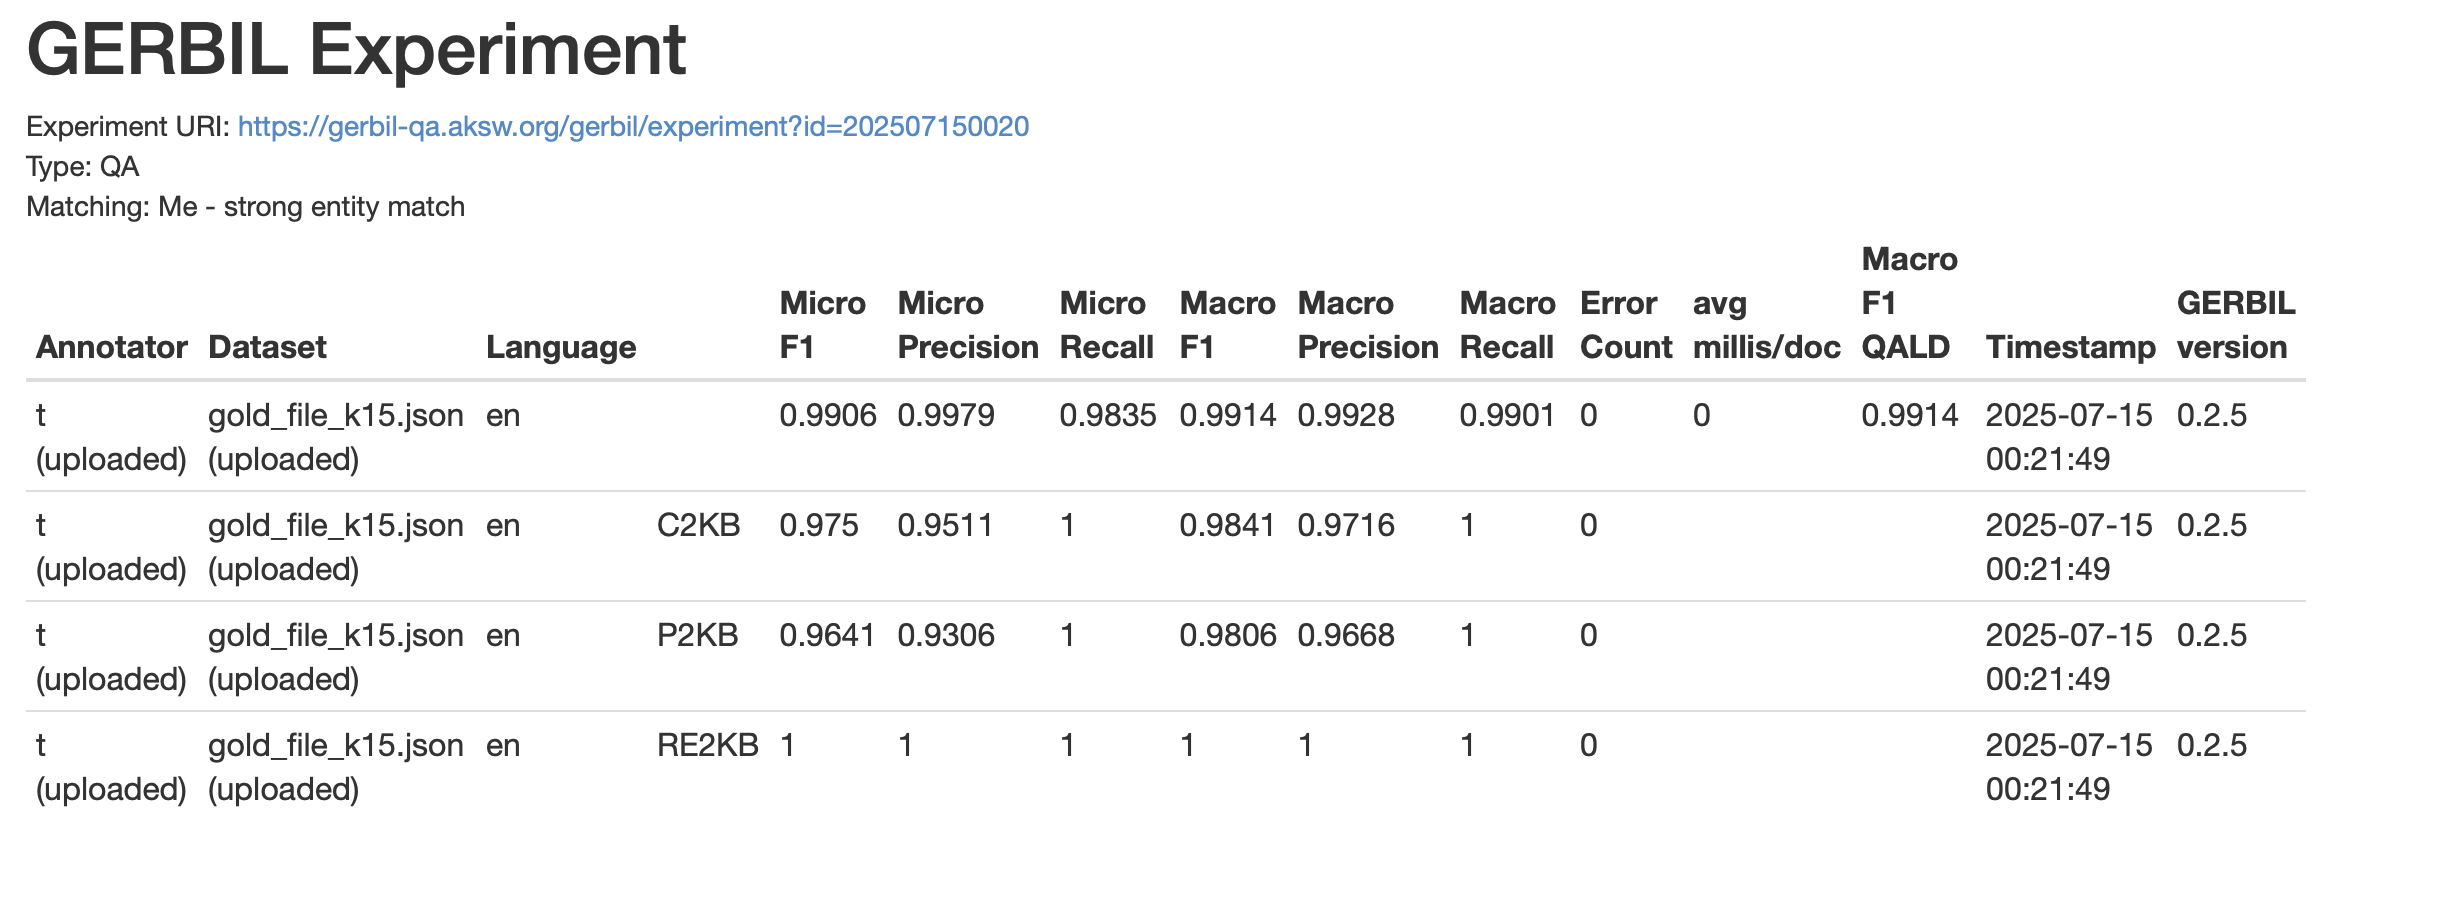 GERBIL Experiment
Experiment URI: https://gerbil-qa.aksw.org/gerbil/experiment?id=202507150020
Type: QA
Matching: Me - strong entity match
Annotator Dataset Language Micro F1 Micro Precision Micro Recall Macro F1 Macro Precision Macro Recall Error Count avg millis/doc Macro F1 QALD Timestamp GERBIL version
t (uploaded) gold_file_k15.json (uploaded) en 0.9906 0.9979 0.9835 0.9914 0.9928 0.9901 0 0 0.9914 2025-07-15 00:21:49 0.2.5
t (uploaded) gold_file_k15.json (uploaded) en C2KB 0.975 0.9511 1 0.9841 0.9716 1 0 2025-07-15 00:21:49 0.2.5
t (uploaded) gold_file_k15.json (uploaded) en P2KB 0.9641 0.9306 1 0.9806 0.9668 1 0 2025-07-15 00:21:49 0.2.5
t (uploaded) gold_file_k15.json (uploaded) en RE2KB 1 1 1 1 1 1 0 2025-07-15 00:21:49 0.2.5